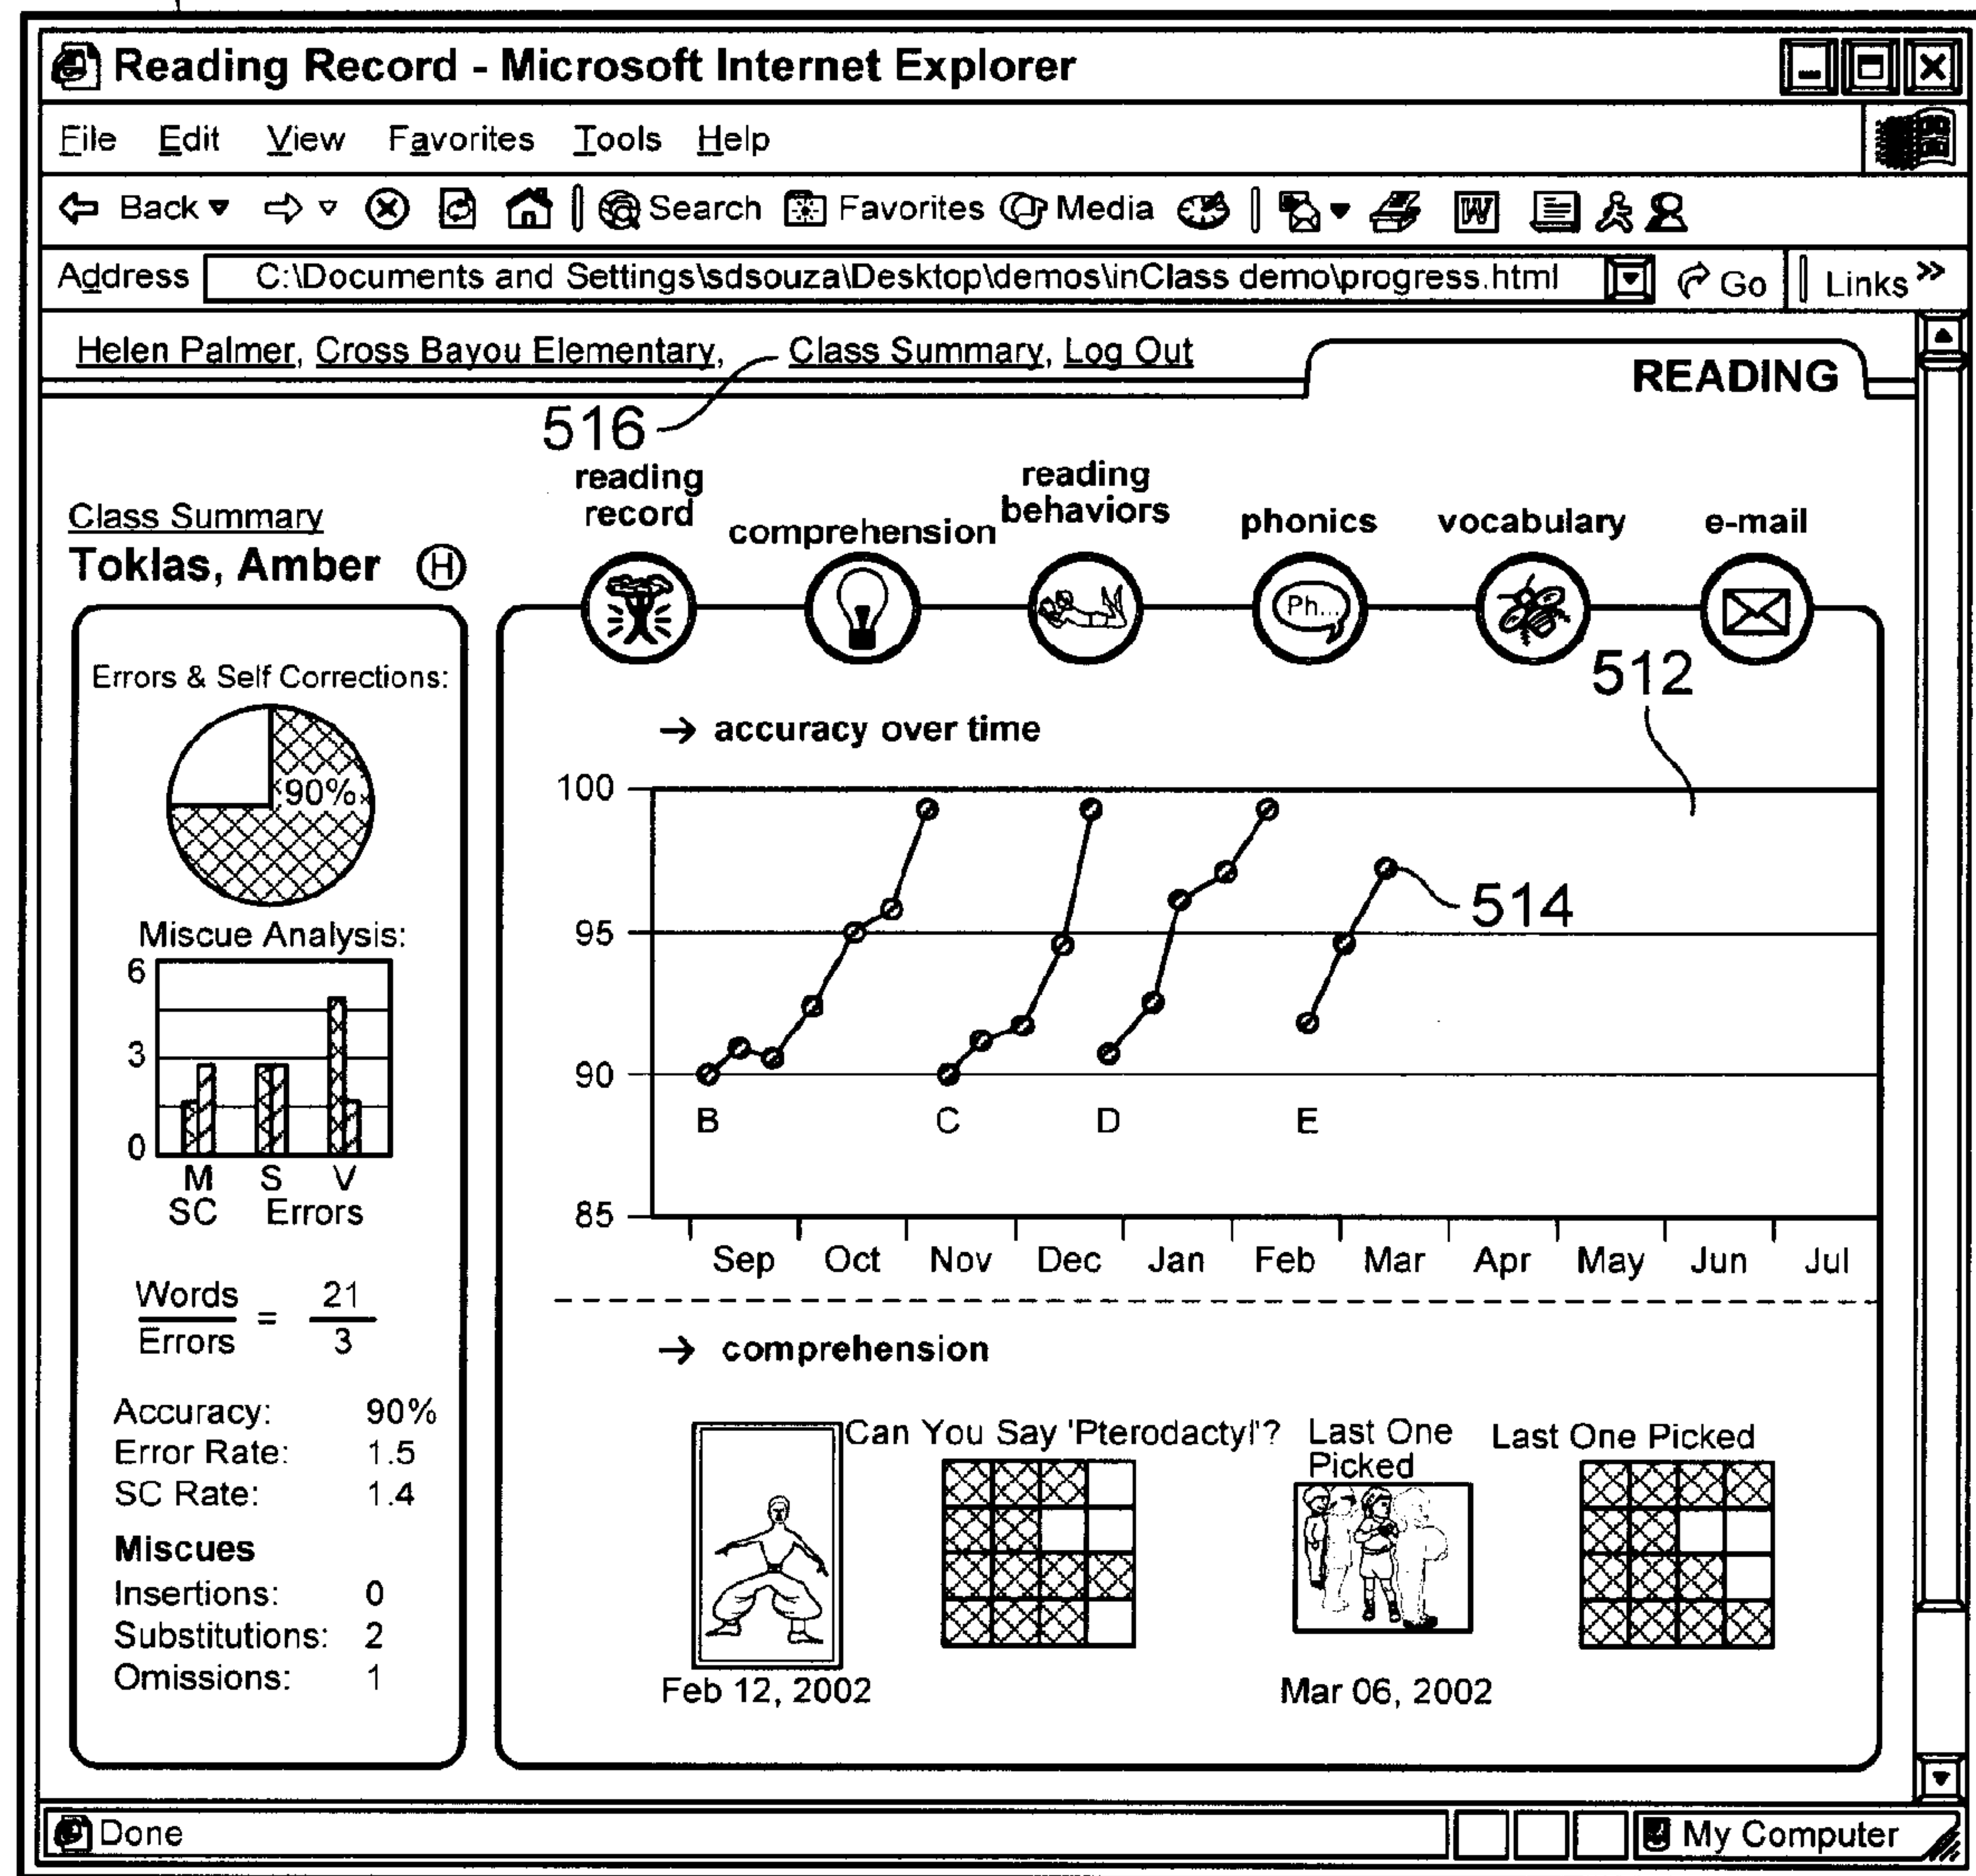 Reading Record - Microsoft Internet Explorer
File Edit View Favorites Tools Help
Back Search Favorites Media W
Address C:\Documents and Settings\sdsouza\Desktop\demos\inClass demo\progress.html Go Links »
Helen Palmer, Cross Bayou Elementary, Class Summary, Log Out
READING
516
reading record
comprehension
reading behaviors
phonics
vocabulary
e-mail
Class Summary
Toklas, Amber H
Ph...
512
Errors & Self Corrections:
90%
Miscue Analysis:
6
3
0
M S V
SC Errors
Words = 21
Errors 3
Accuracy: 90%
Error Rate: 1.5
SC Rate: 1.4
Miscues
Insertions: 0
Substitutions: 2
Omissions: 1
→ accuracy over time
100
95
90
85
514
B C D E
Sep Oct Nov Dec Jan Feb Mar Apr May Jun Jul
→ comprehension
Can You Say 'Pterodactyl'?
Last One
Picked
Last One Picked
Feb 12, 2002
Mar 06, 2002
Done
My Computer